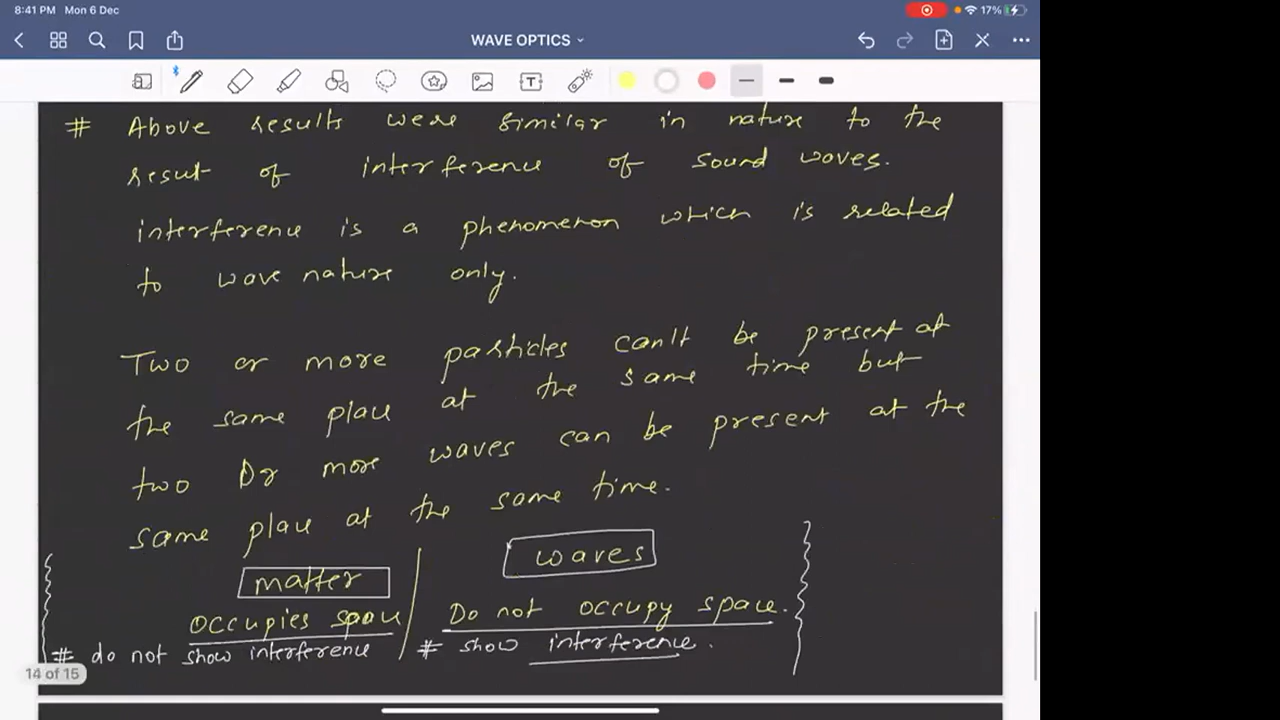 8:41 PM Mon 6 Dec
17%
WAVE OPTICS
# Above results were similar in nature to the
resut of interference of sound waves.
interference is a phenomenon which is related
to wave nature only.
Two or more particles can't be present at
the same place at the same time but
two Or more waves can be present at the
same place at the same time.
matter
waves
occupies space
Do not occupy space.
# do not show interference
# show interference.
14 of 15